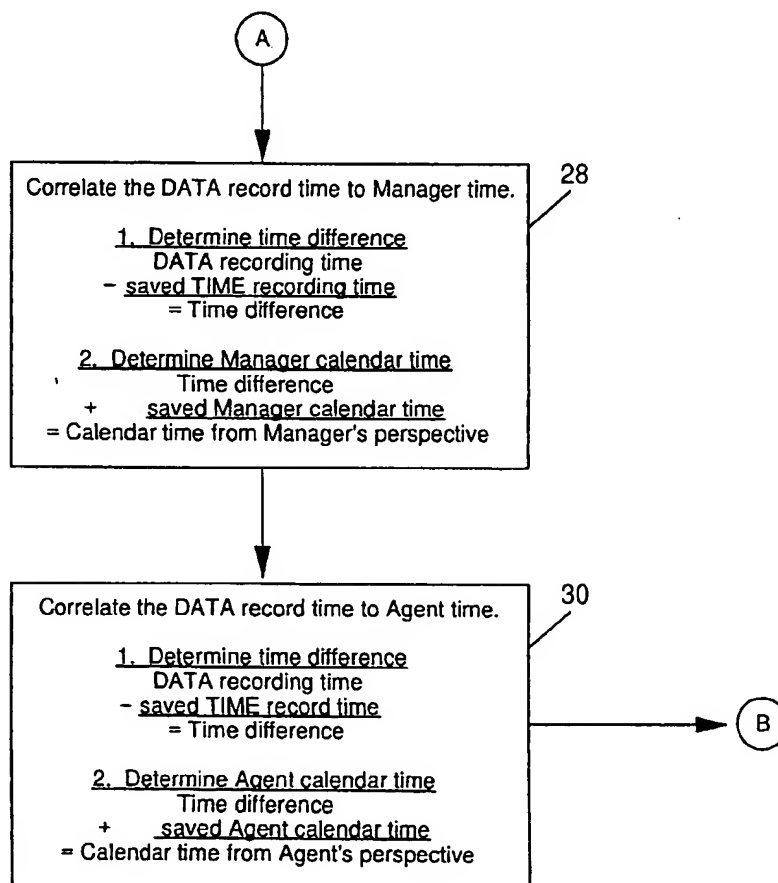 A
Correlate the DATA record time to Manager time.
28
1. Determine time difference
DATA recording time
− saved TIME recording time
= Time difference
2. Determine Manager calendar time
Time difference
+ saved Manager calendar time
= Calendar time from Manager's perspective
Correlate the DATA record time to Agent time.
30
1. Determine time difference
DATA recording time
− saved TIME record time
= Time difference
B
2. Determine Agent calendar time
Time difference
+ saved Agent calendar time
= Calendar time from Agent's perspective